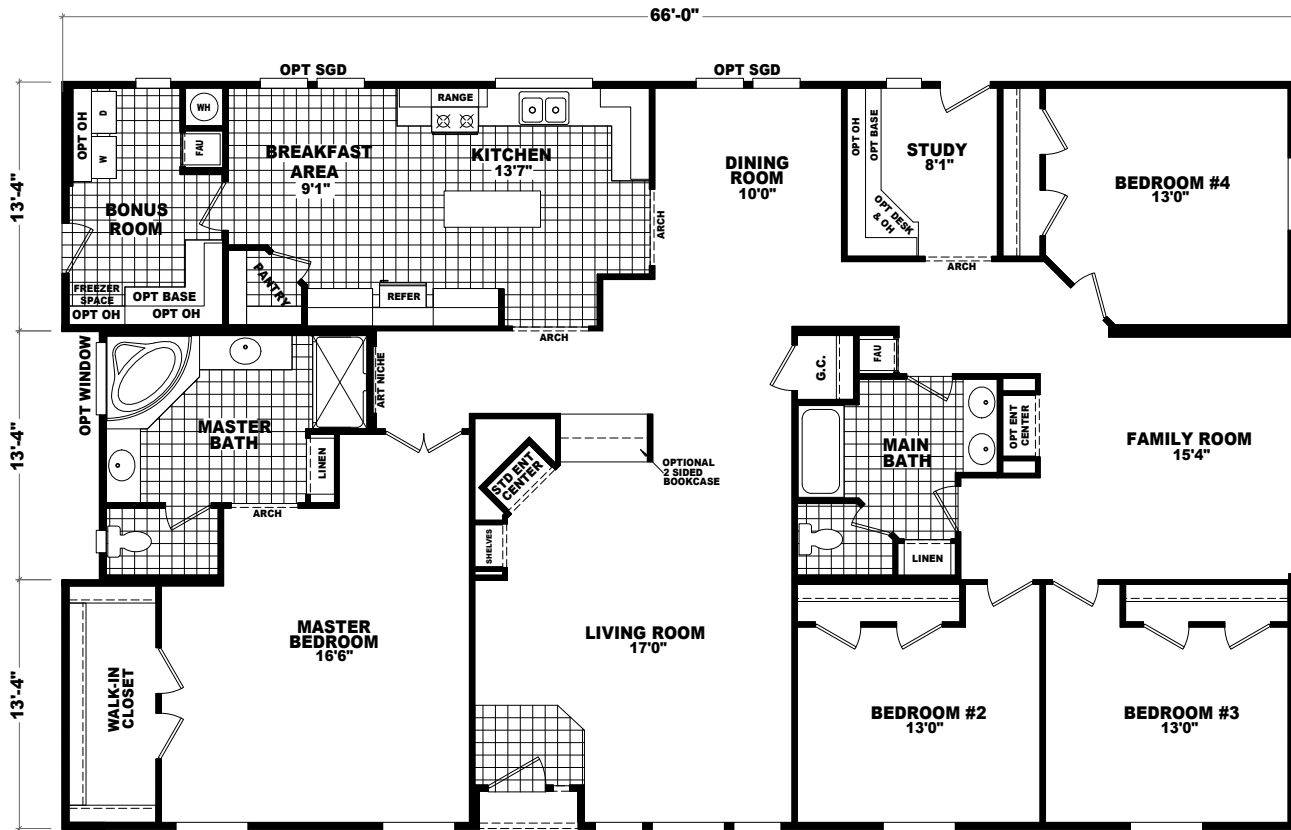 66'-0"
OPT SGD
OPT SGD
13'-4"
13'-4"
13'-4"
OPT OH
D
W
WH
FAU
BONUS
ROOM
FREEZER
SPACE
OPT OH
OPT BASE
OPT OH
BREAKFAST
AREA
9'1"
PANTRY
RANGE
KITCHEN
13'7"
REFER
ARCH
ARCH
DINING
ROOM
10'0"
OPT OH
OPT BASE
OPT DESK
& OH
STUDY
8'1"
ARCH
BEDROOM #4
13'0"
OPT WINDOW
MASTER
BATH
LINEN
ARCH
ART NICHE
STD ENT
CENTER
SHELVES
OPTIONAL
2 SIDED
BOOKCASE
G.C.
FAU
MAIN
BATH
LINEN
OPT ENT
CENTER
FAMILY ROOM
15'4"
WALK-IN
CLOSET
MASTER
BEDROOM
16'6"
LIVING ROOM
17'0"
BEDROOM #2
13'0"
BEDROOM #3
13'0"